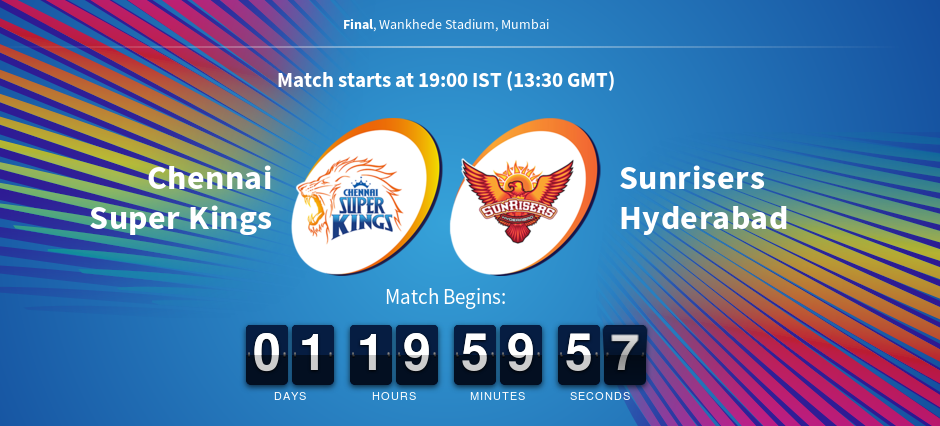 Final, Wankhede Stadium, Mumbai
Match starts at 19:00 IST (13:30 GMT)
Chennai
Super Kings
CHENNAI
SUPER
KINGS
SUNRISERS
Sunrisers
Hyderabad
Match Begins:
01 19 59 57
DAYS HOURS MINUTES SECONDS